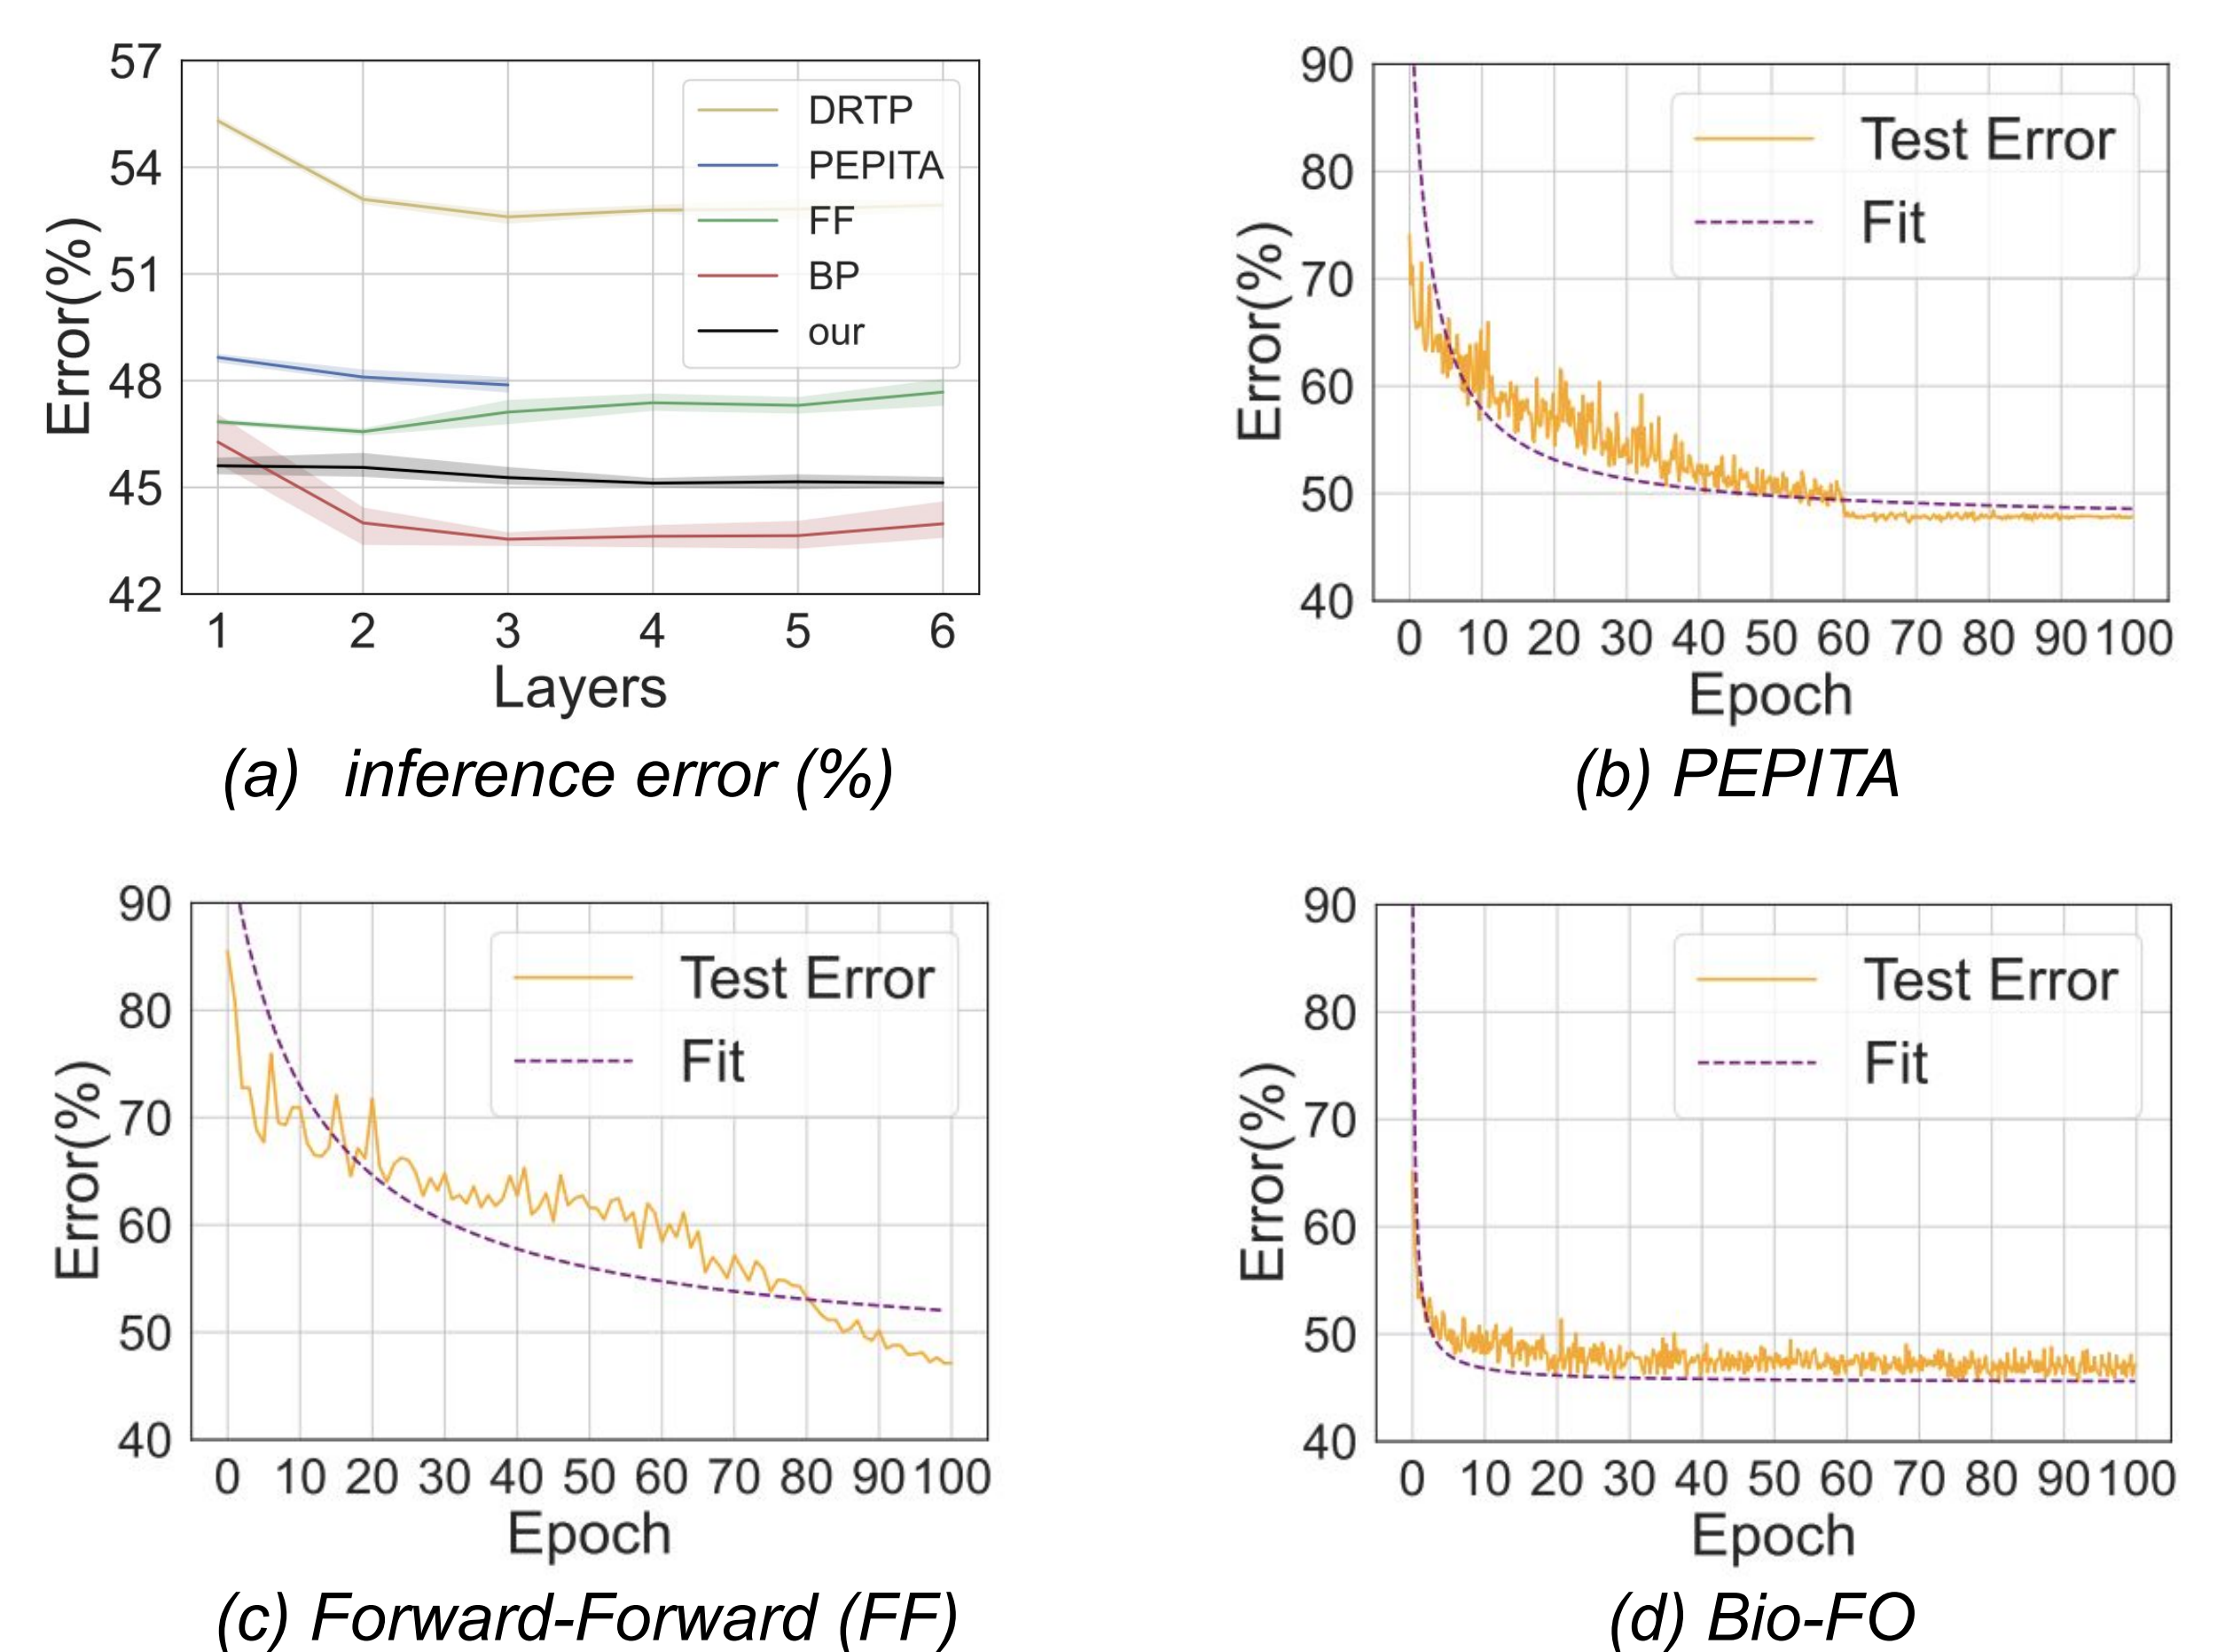 57
54
51
48
45
42
Error(%)
DRTP
PEPITA
FF
BP
our
1 2 3 4 5 6
Layers
(a) inference error (%)
90
80
70
60
50
40
Error(%)
Test Error
Fit
0 10 20 30 40 50 60 70 80 90 100
Epoch
(b) PEPITA
90
80
70
60
50
40
Error(%)
Test Error
Fit
0 10 20 30 40 50 60 70 80 90 100
Epoch
(c) Forward-Forward (FF)
90
80
70
60
50
40
Error(%)
Test Error
Fit
0 10 20 30 40 50 60 70 80 90 100
Epoch
(d) Bio-FO